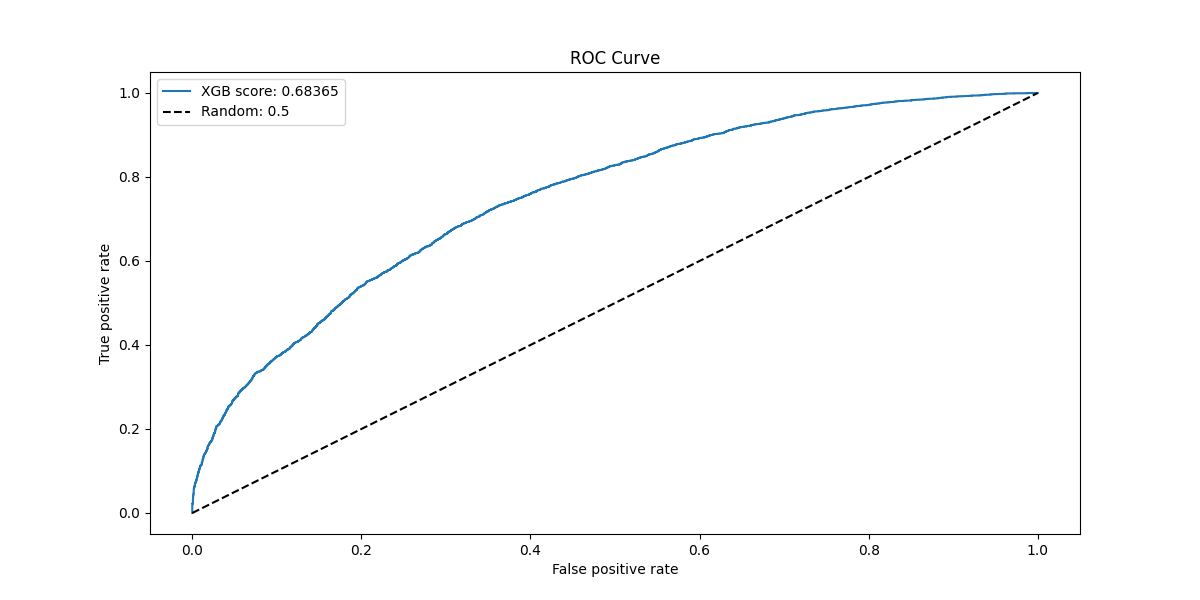 ROC Curve
XGB score: 0.68365
Random: 0.5
1.0
0.8
0.6
0.4
0.2
0.0
True positive rate
0.0 0.2 0.4 0.6 0.8 1.0
False positive rate